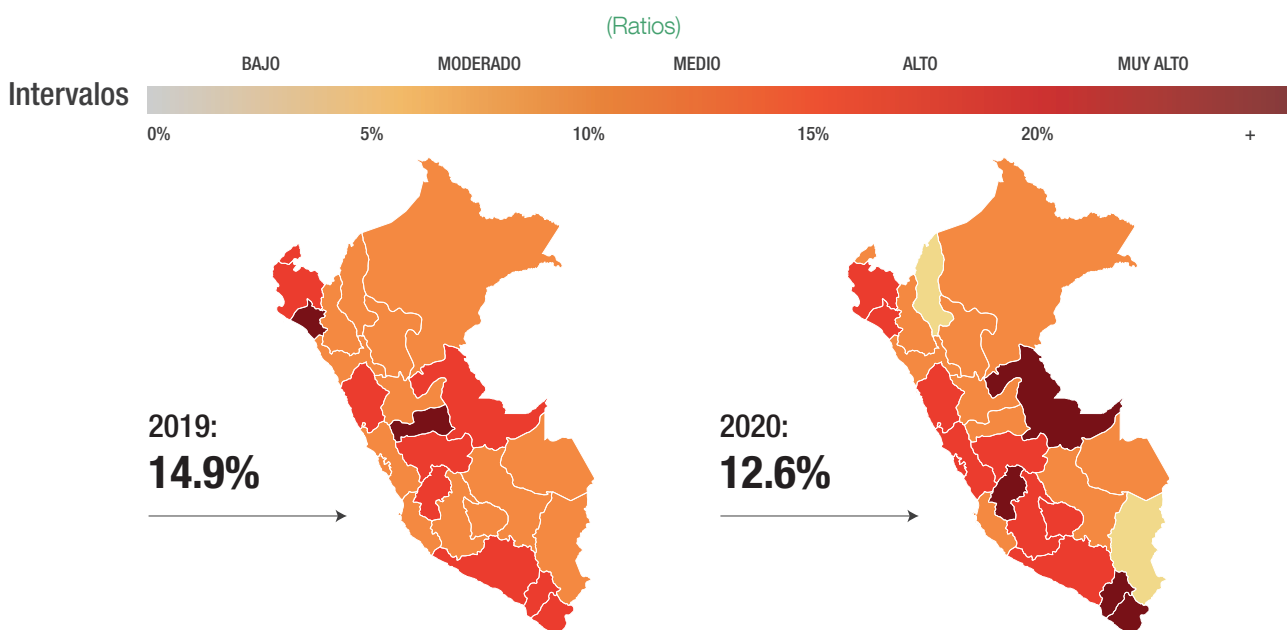 (Ratios)
BAJO MODERADO MEDIO ALTO MUY ALTO
Intervalos
0% 5% 10% 15% 20% +
2019:
14.9%
2020:
12.6%